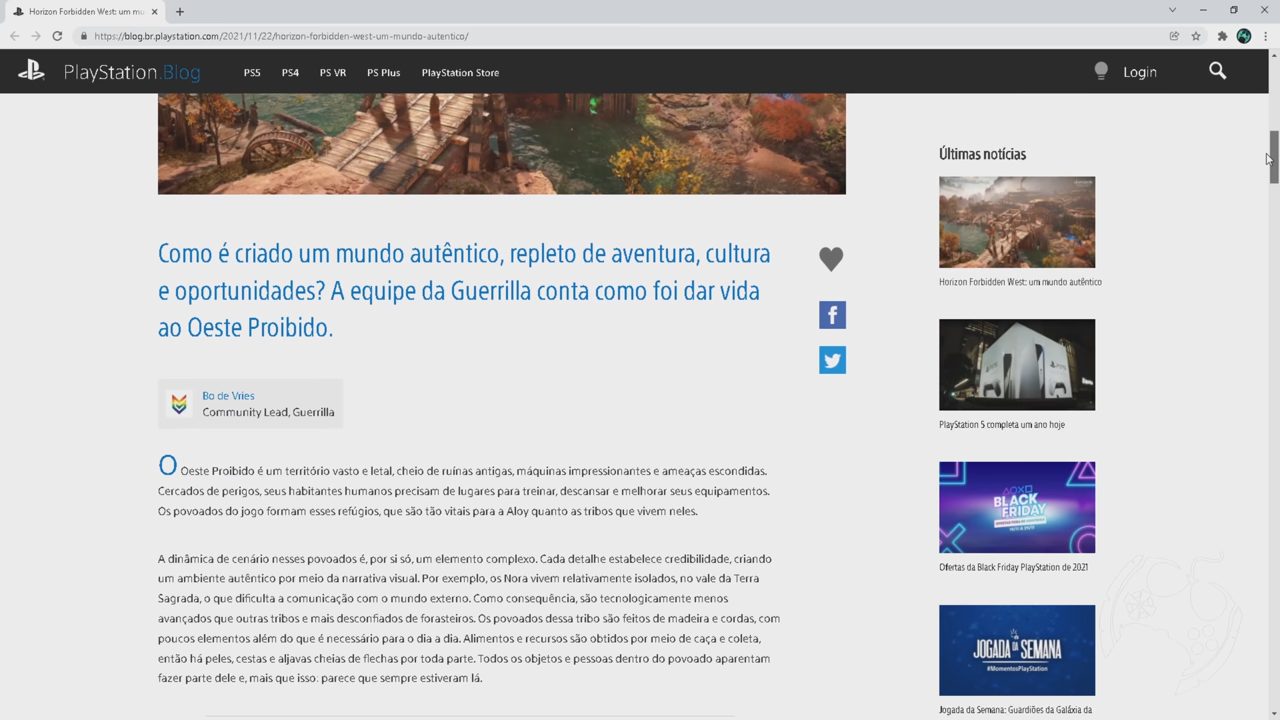 Horizon Forbidden West: um mu
https://blog.br.playstation.com/2021/11/22/horizon-forbidden-west-um-mundo-autentico/
PlayStation.Blog
PS5
PS4
PS VR
PS Plus
PlayStation Store
Login
Como é criado um mundo autêntico, repleto de aventura, cultura
e oportunidades? A equipe da Guerrilla conta como foi dar vida
ao Oeste Proibido.
Bo de Vries
Community Lead, Guerrilla
O Oeste Proibido é um território vasto e letal, cheio de ruínas antigas, máquinas impressionantes e ameaças escondidas.
Cercados de perigos, seus habitantes humanos precisam de lugares para treinar, descansar e melhorar seus equipamentos.
Os povoados do jogo formam esses refúgios, que são tão vitais para a Aloy quanto as tribos que vivem neles.
A dinâmica de cenário nesses povoados é, por si só, um elemento complexo. Cada detalhe estabelece credibilidade, criando
um ambiente autêntico por meio da narrativa visual. Por exemplo, os Nora vivem relativamente isolados, no vale da Terra
Sagrada, o que dificulta a comunicação com o mundo externo. Como consequência, são tecnologicamente menos
avançados que outras tribos e mais desconfiados de forasteiros. Os povoados dessa tribo são feitos de madeira e cordas, com
poucos elementos além do que é necessário para o dia a dia. Alimentos e recursos são obtidos por meio de caça e coleta,
então há peles, cestas e aljavas cheias de flechas por toda parte. Todos os objetos e pessoas dentro do povoado aparentam
fazer parte dele e, mais que isso: parece que sempre estiveram lá.
Últimas notícias
Horizon Forbidden West: um mundo autêntico
PlayStation 5 completa um ano hoje
BLACK
FRIDAY
Ofertas da Black Friday PlayStation de 2021
JOGADA
DA
SEMANA
#MomentosPlayStation
Jogada da Semana: Guardiões da Galáxia da